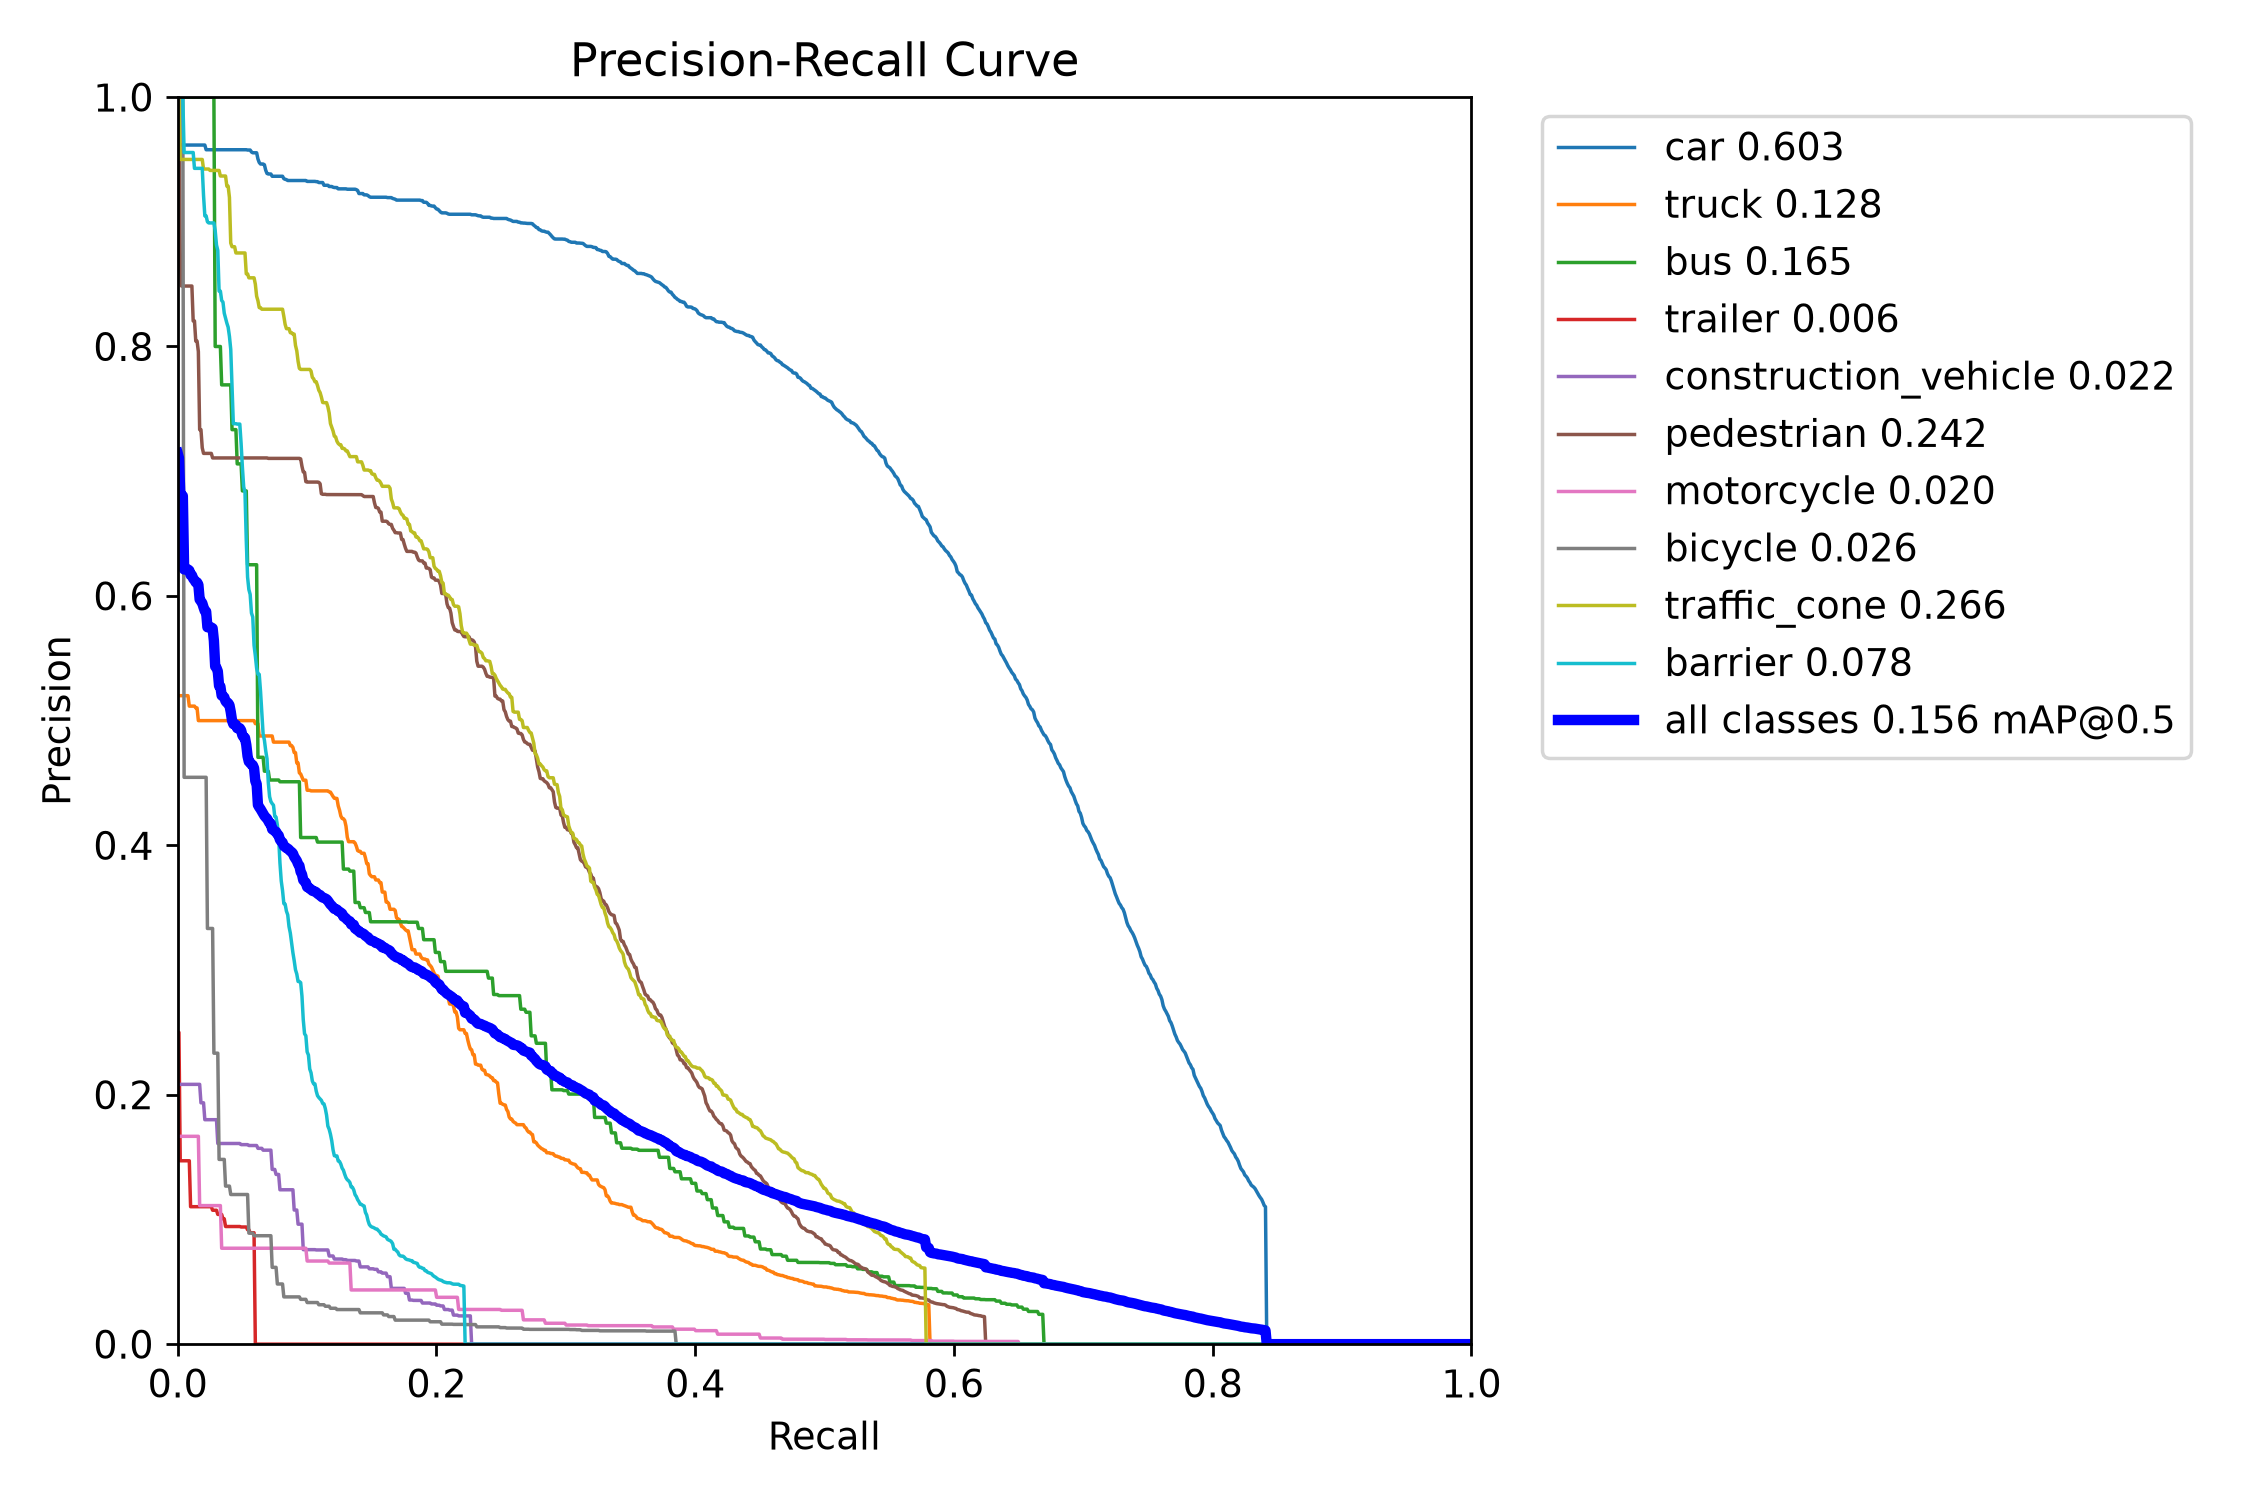 Precision-Recall Curve
1.0
0.8
0.6
0.4
0.2
0.0
Precision
0.0 0.2 0.4 0.6 0.8 1.0
Recall
car 0.603
truck 0.128
bus 0.165
trailer 0.006
construction_vehicle 0.022
pedestrian 0.242
motorcycle 0.020
bicycle 0.026
traffic_cone 0.266
barrier 0.078
all classes 0.156 mAP@0.5